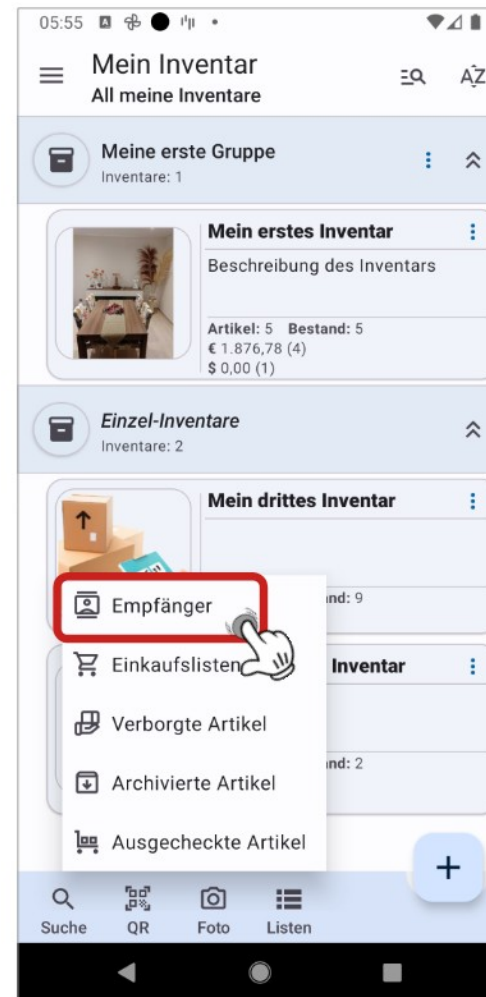 05:55
Mein Inventar
All meine Inventare
AZ
Meine erste Gruppe
Inventare: 1
Mein erstes Inventar
Beschreibung des Inventars
Artikel: 5 Bestand: 5
€ 1.876,78 (4)
$ 0,00 (1)
Einzel-Inventare
Inventare: 2
Mein drittes Inventar
nd: 9
Inventar
nd: 2
Empfänger
Einkaufslisten
Verborgte Artikel
Archivierte Artikel
Ausgecheckte Artikel
Suche QR Foto Listen